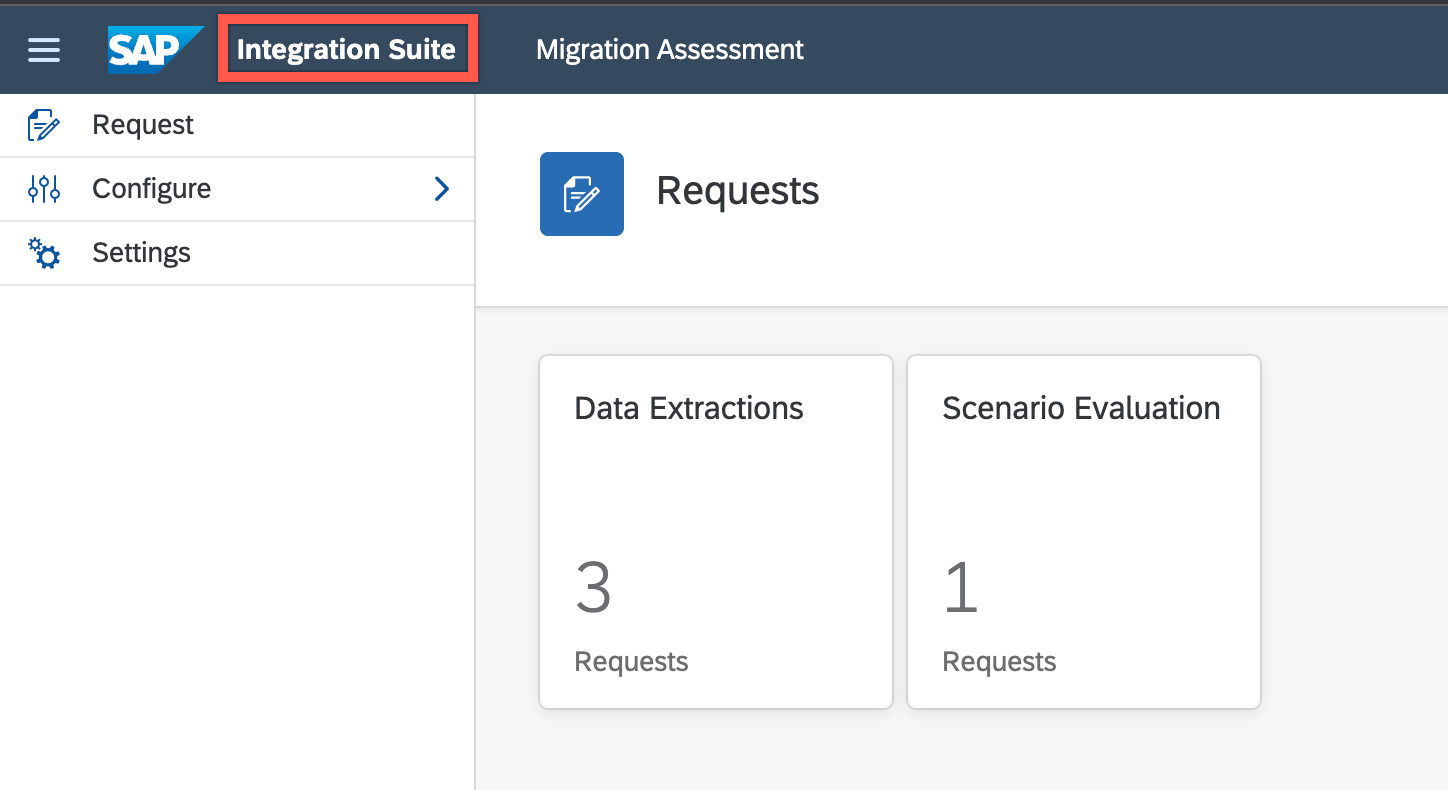 SAP Integration Suite Migration Assessment
Request
Configure
Settings
Requests
Data Extractions
3
Requests
Scenario Evaluation
1
Requests